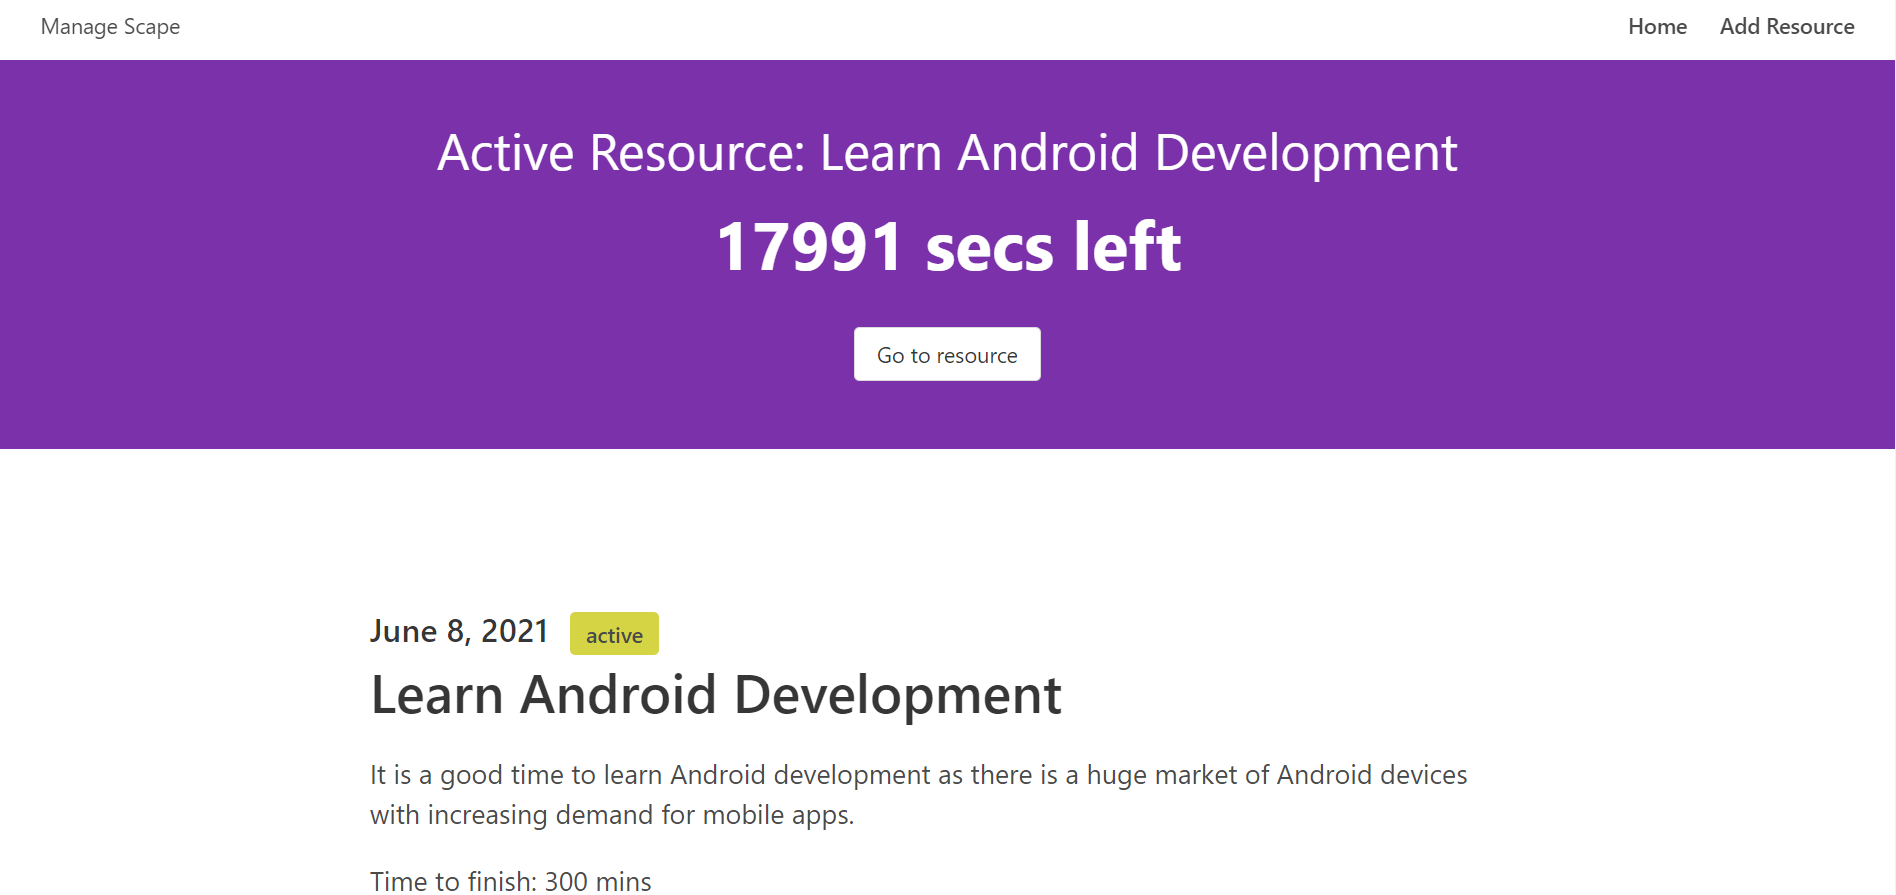 Manage Scape
Home
Add Resource
Active Resource: Learn Android Development
17991 secs left
Go to resource
June 8, 2021
active
Learn Android Development
It is a good time to learn Android development as there is a huge market of Android devices
with increasing demand for mobile apps.
Time to finish: 300 mins